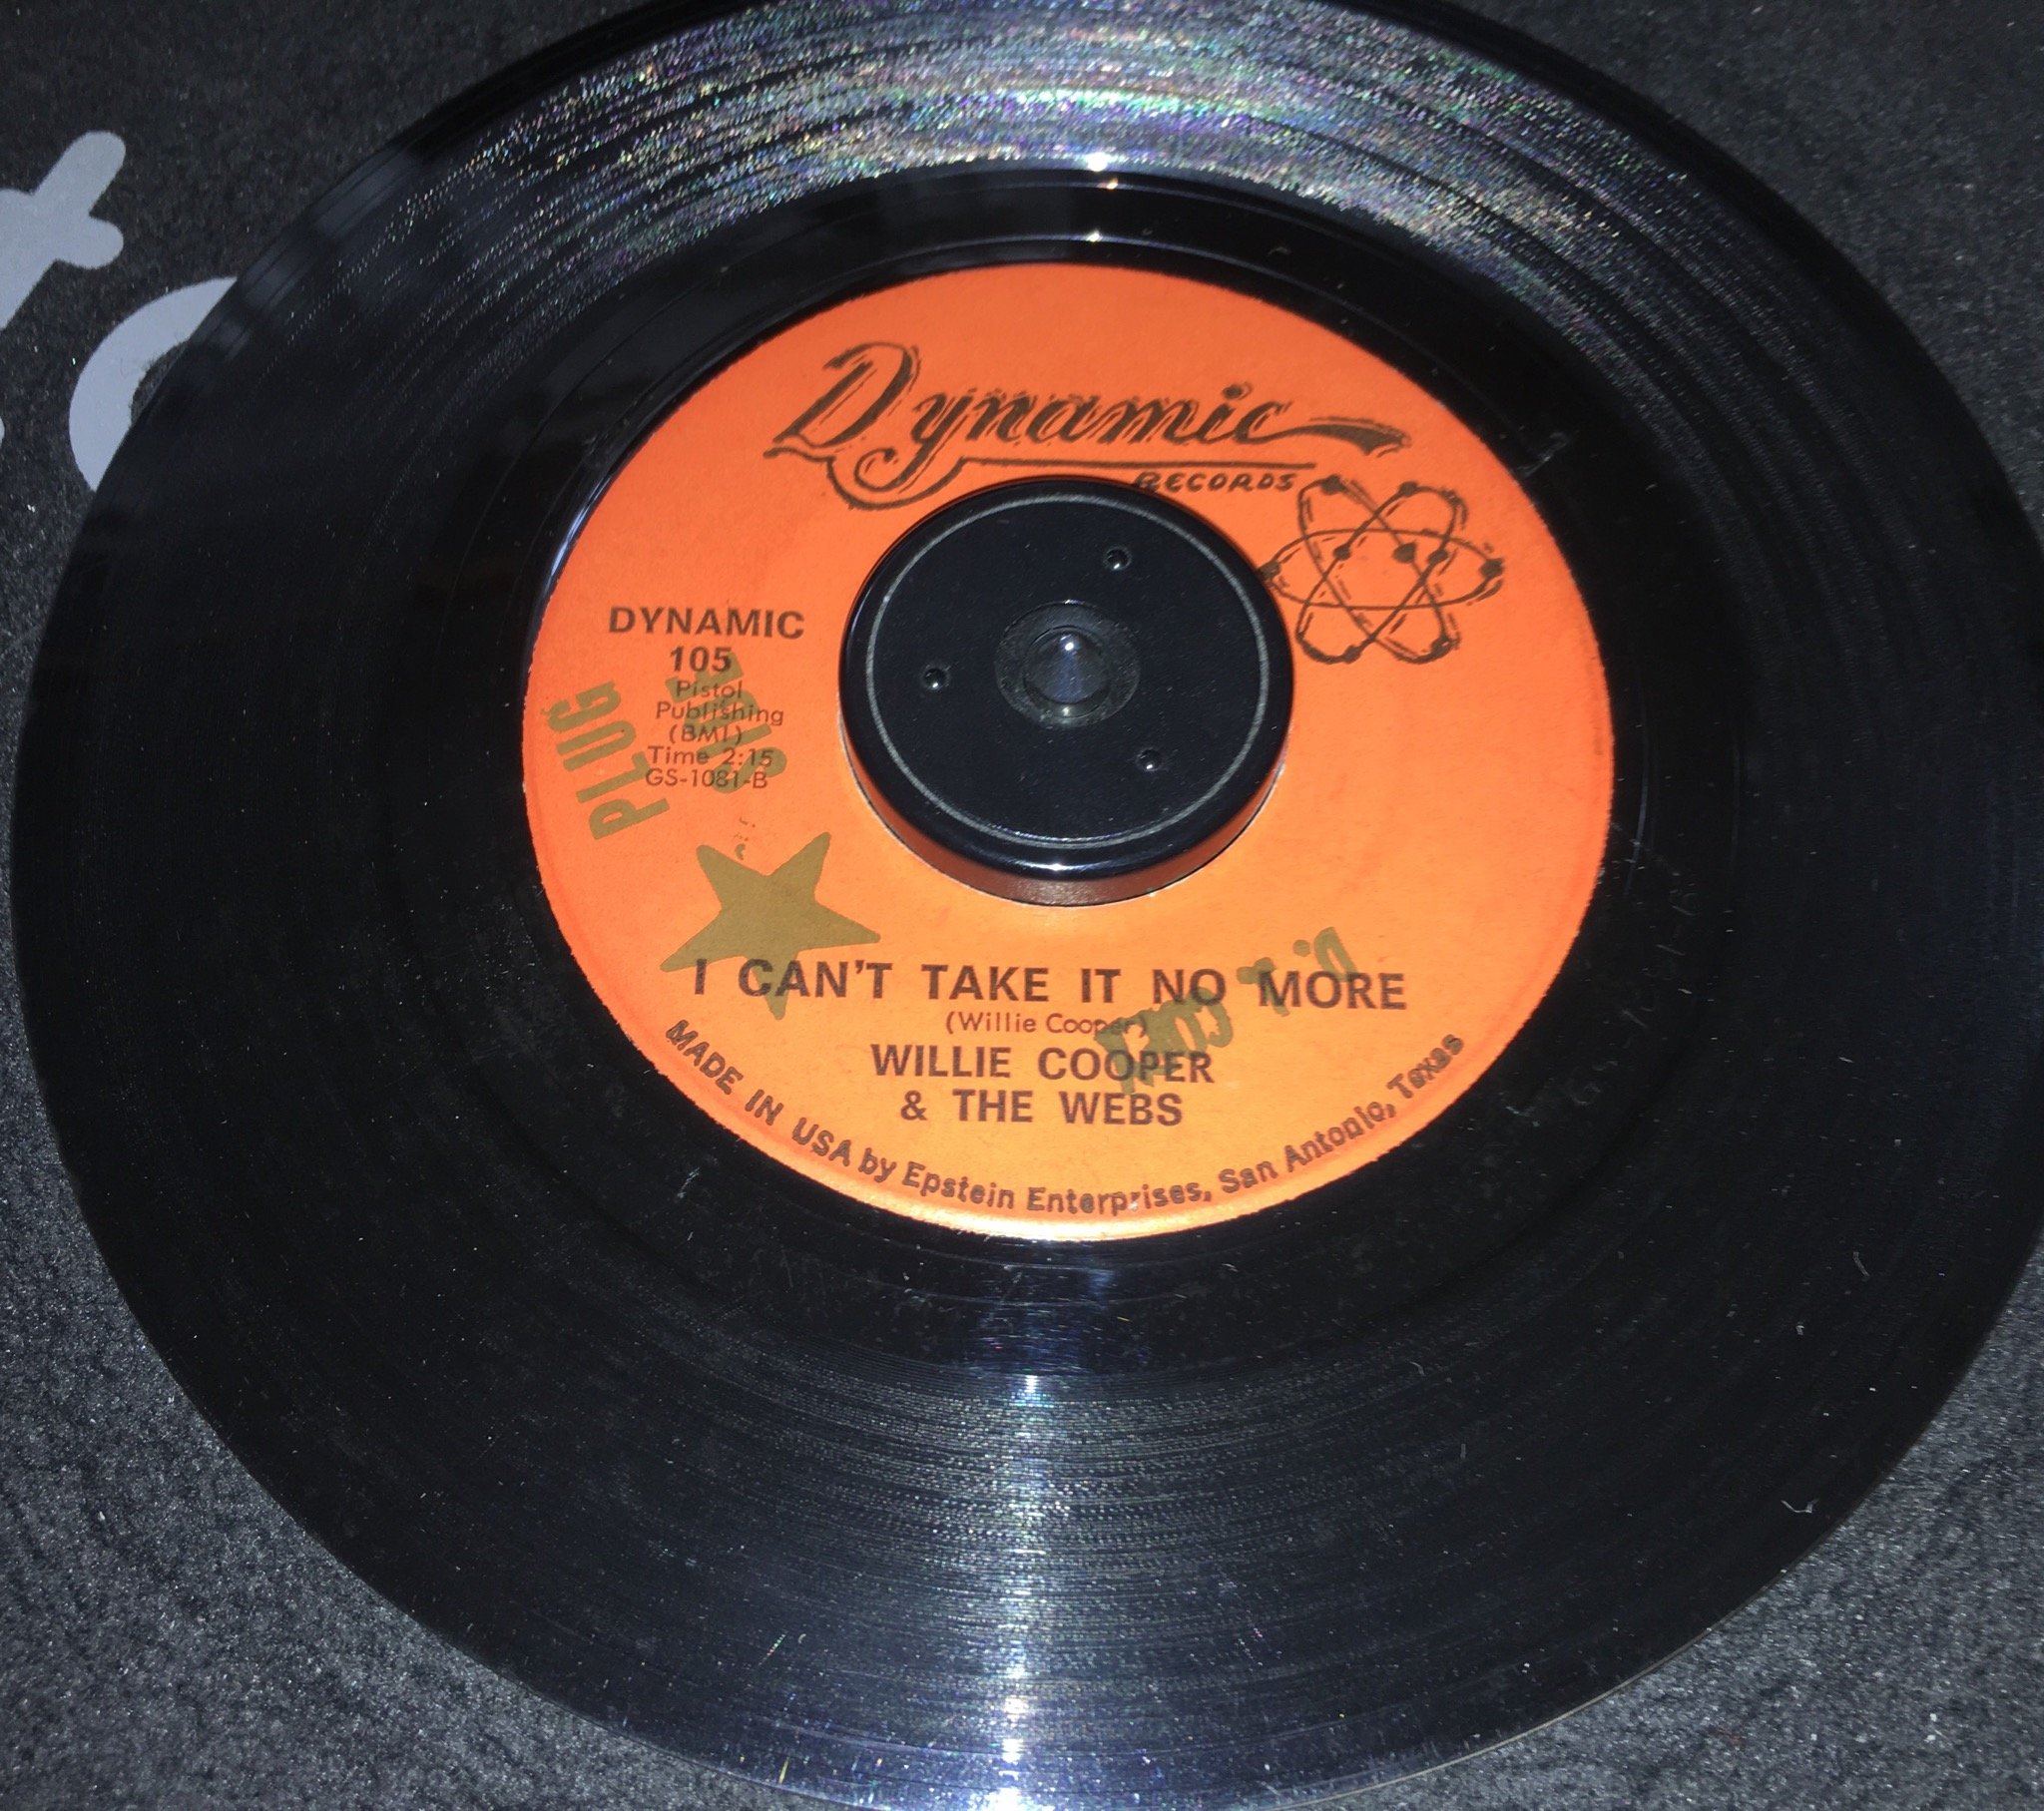 Dynamic
RECORDS
DYNAMIC
105
Pistol
Publishing
(BMI)
Time 2:15
GS-1081-B
PLUG
SIDE
D.J. COPY
I CAN'T TAKE IT NO MORE
(Willie Cooper)
WILLIE COOPER
& THE WEBS
MADE IN USA by Epstein Enterprises, San Antonio, Texas